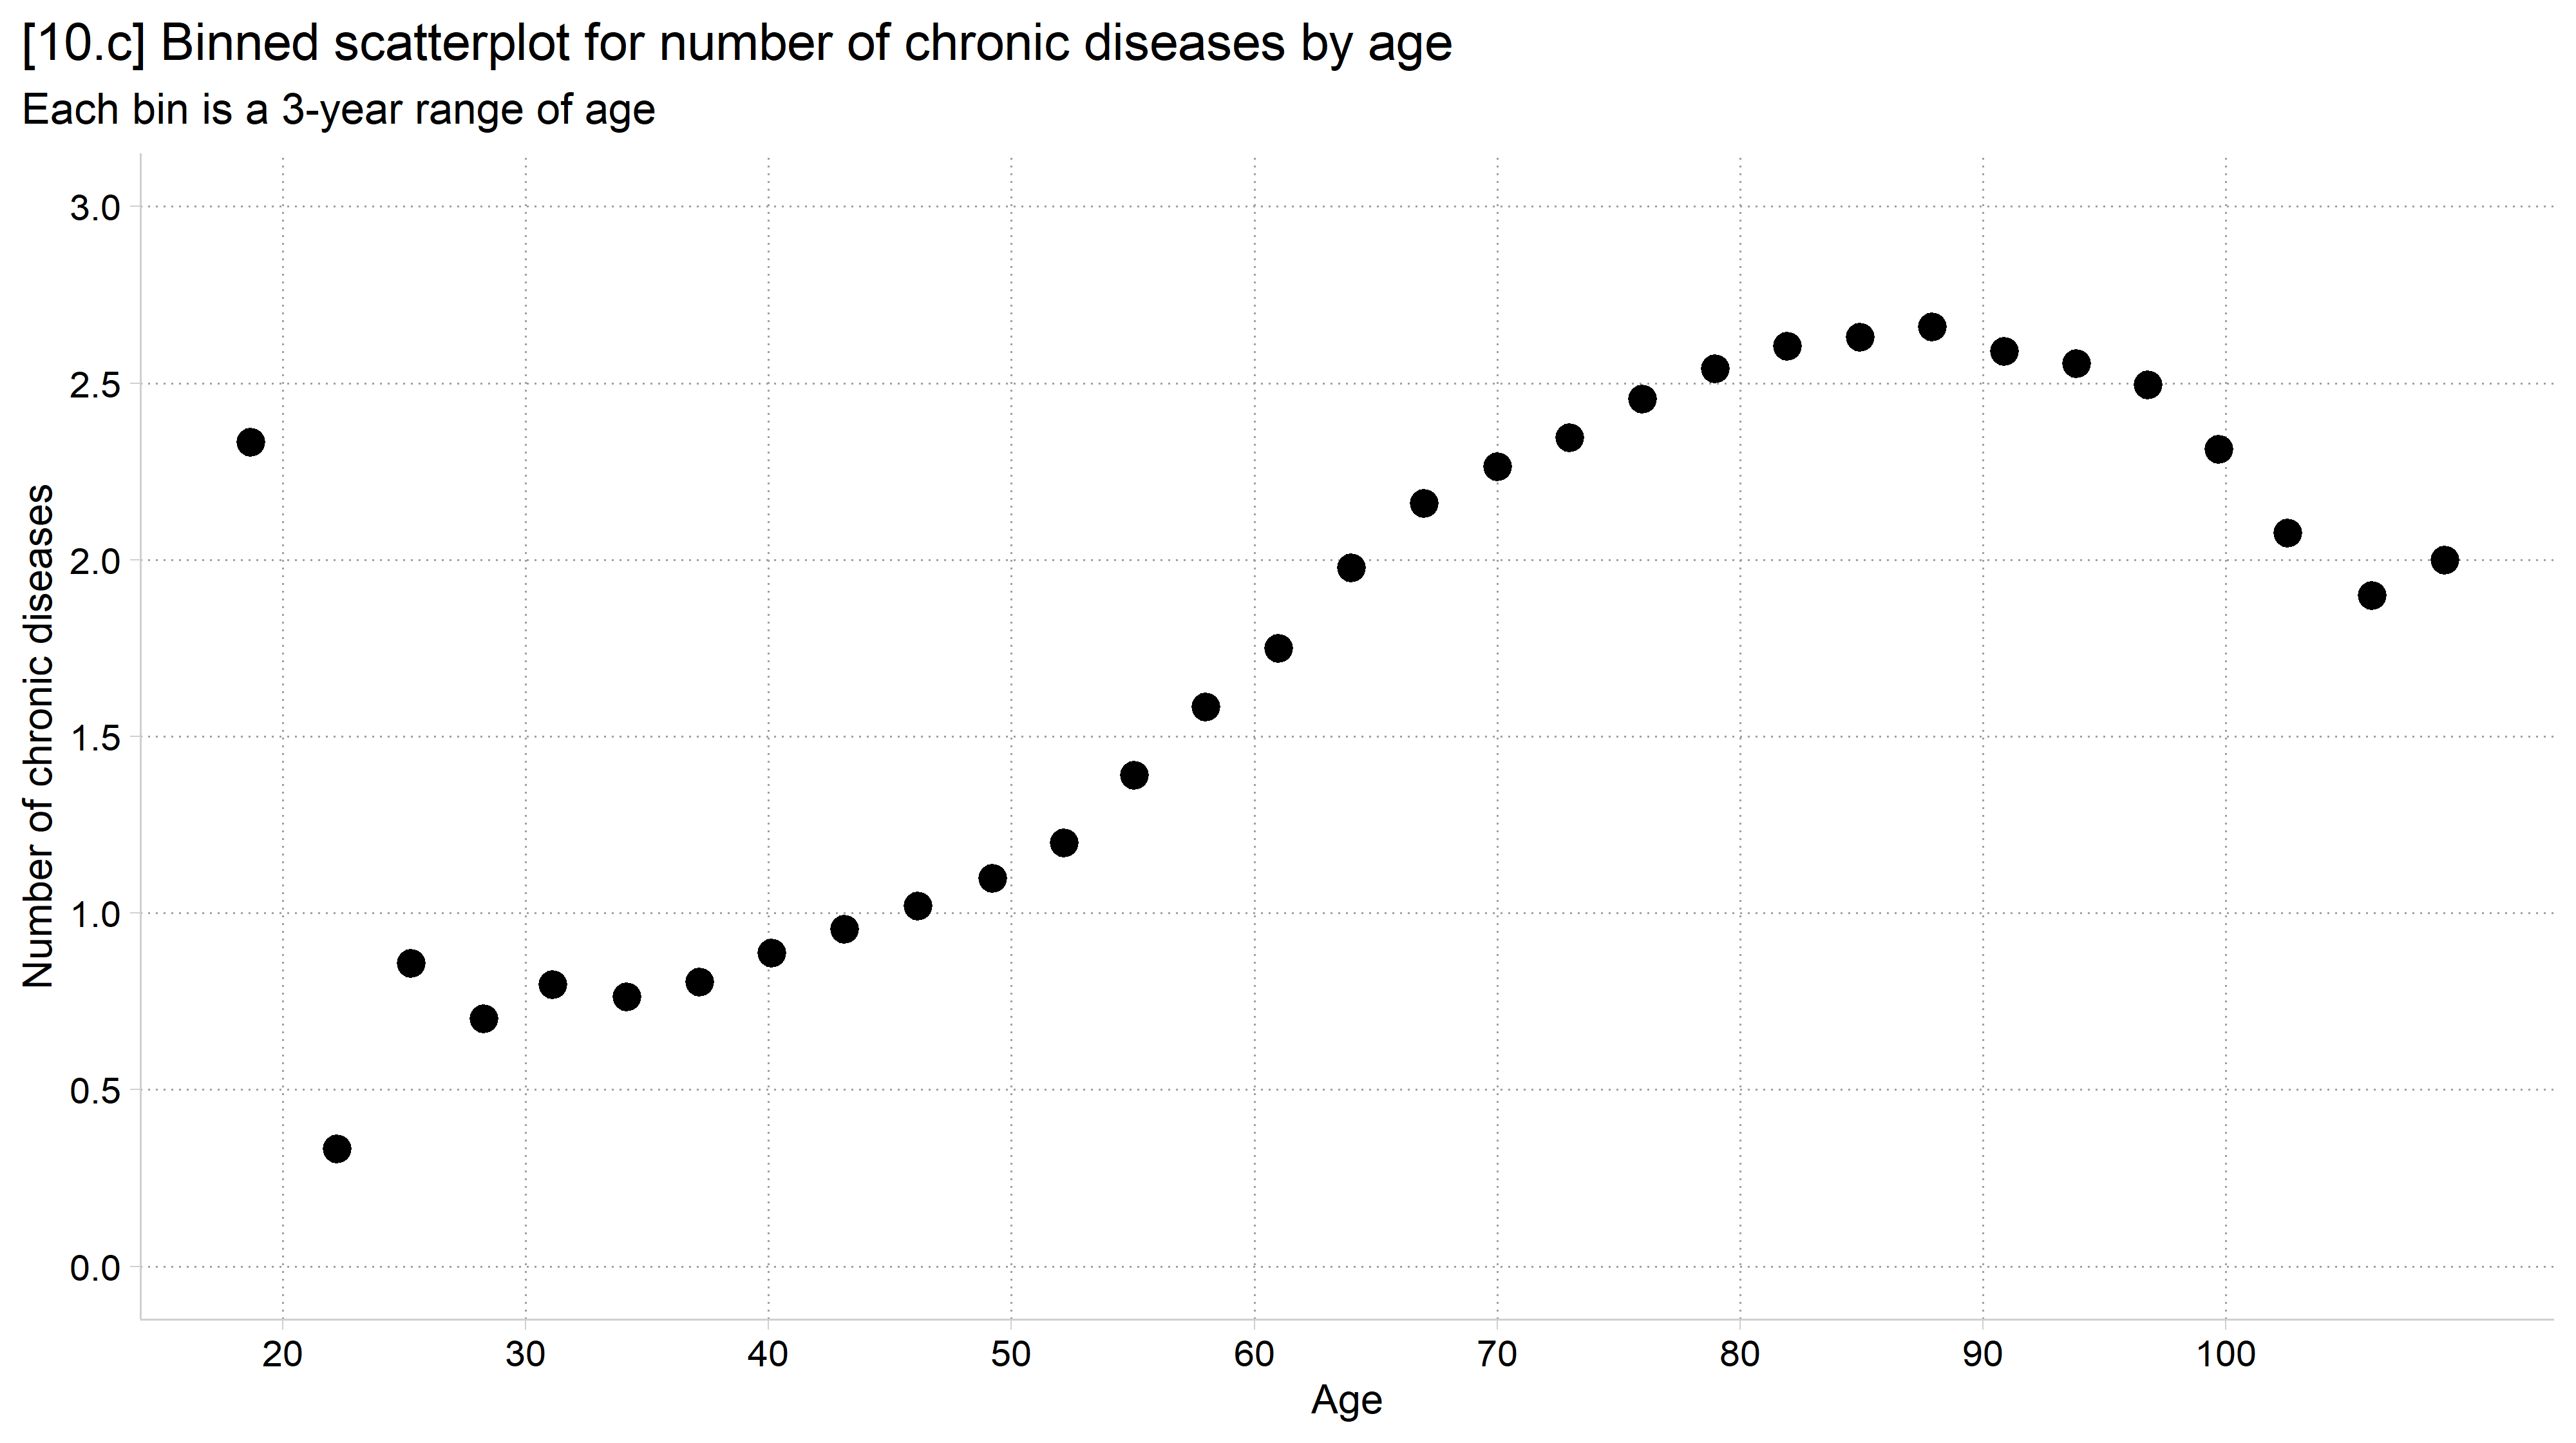 [10.c] Binned scatterplot for number of chronic diseases by age
Each bin is a 3-year range of age
Number of chronic diseases
3.0
2.5
2.0
1.5
1.0
0.5
0.0
20 30 40 50 60 70 80 90 100
Age